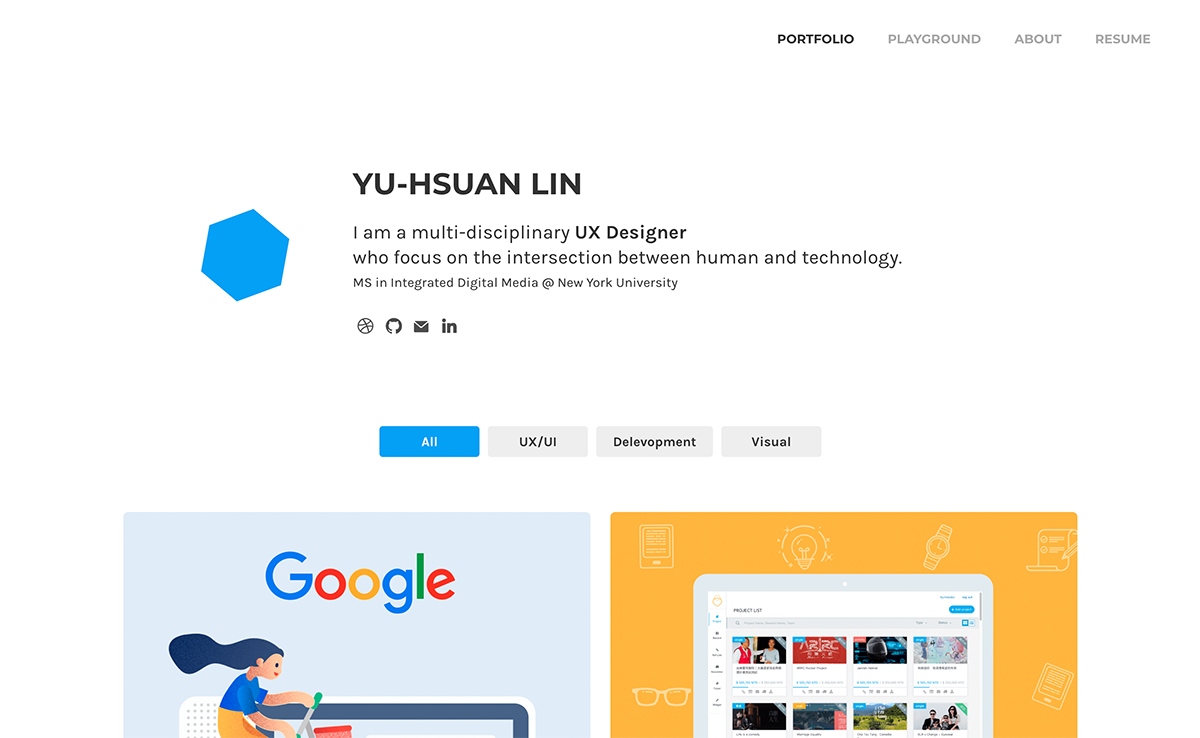 PORTFOLIO PLAYGROUND ABOUT RESUME
YU-HSUAN LIN
I am a multi-disciplinary UX Designer
who focus on the intersection between human and technology.
MS in Integrated Digital Media @ New York University
in
All UX/UI Delevopment Visual
Google
PROJECT LIST